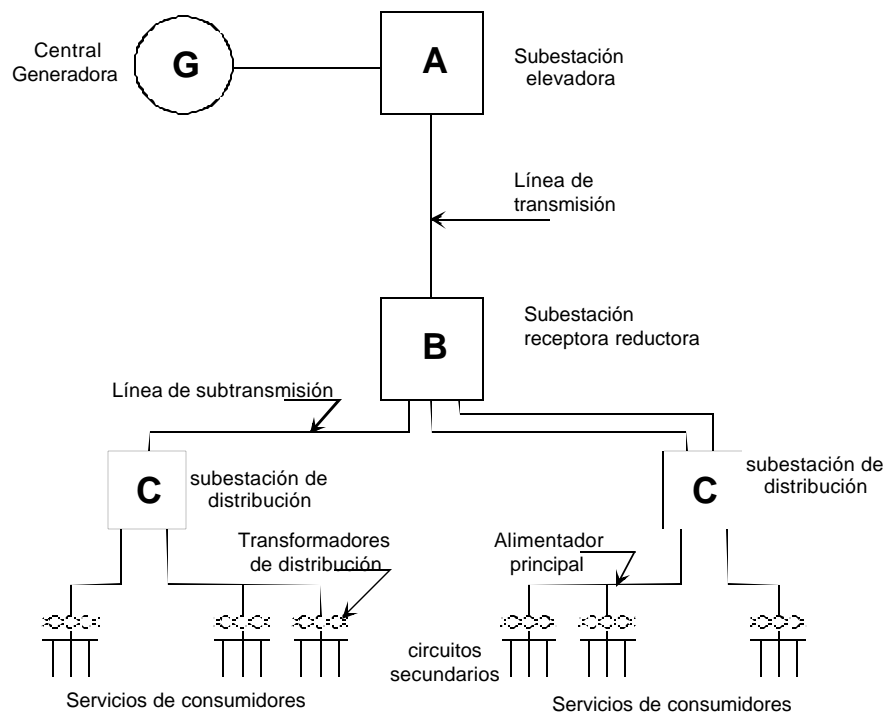 Central
Generadora
G
A
Subestación
elevadora
Línea de
transmisión
B
Subestación
receptora reductora
Línea de subtransmisión
C
subestación de
distribución
C
subestación de
distribución
Transformadores
de distribución
Alimentador
principal
circuitos
secundarios
Servicios de consumidores
Servicios de consumidores